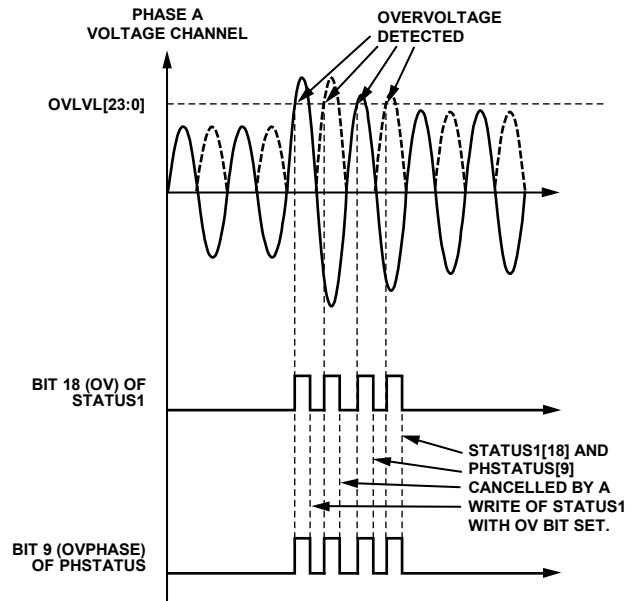 PHASE A
VOLTAGE CHANNEL
OVERVOLTAGE
DETECTED
OVLVL[23:0]
BIT 18 (OV) OF
STATUS1
STATUS1[18] AND
PHSTATUS[9]
CANCELLED BY A
WRITE OF STATUS1
WITH OV BIT SET.
BIT 9 (OVPHASE)
OF PHSTATUS